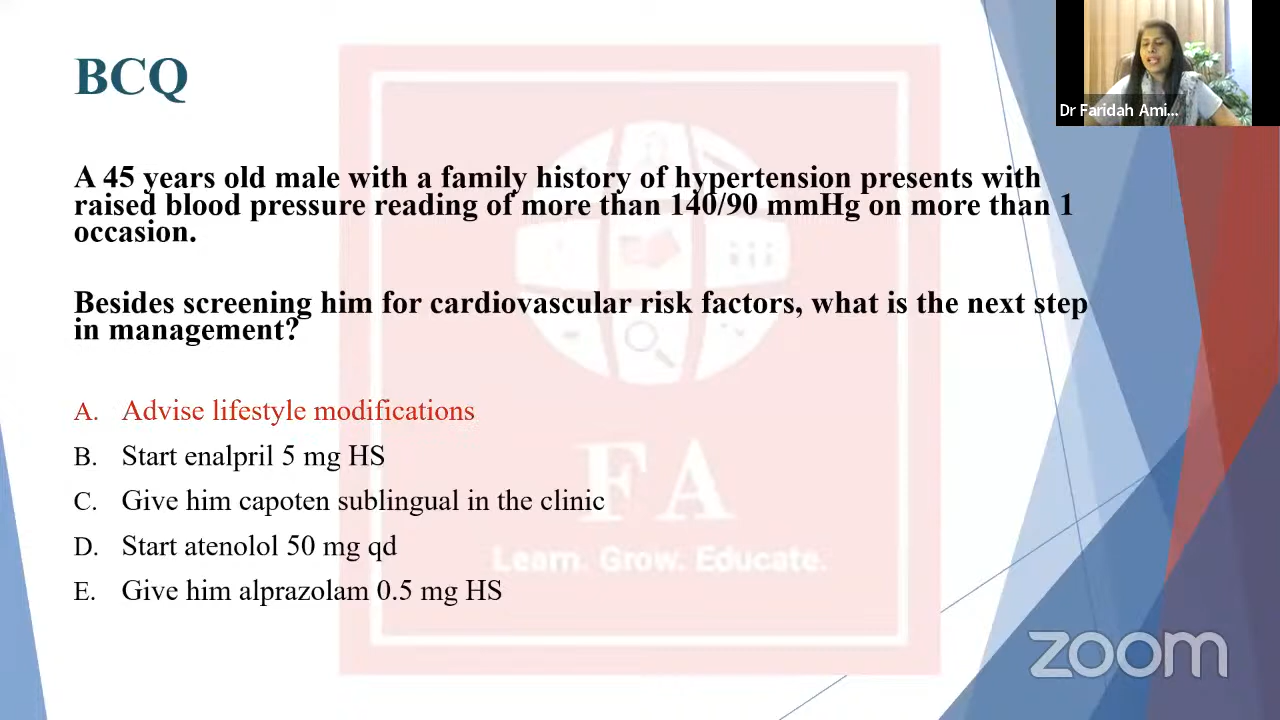 BCQ
Dr Faridah Ami...
A 45 years old male with a family history of hypertension presents with
raised blood pressure reading of more than 140/90 mmHg on more than 1
occasion.
Besides screening him for cardiovascular risk factors, what is the next step
in management?
A. Advise lifestyle modifications
B. Start enalpril 5 mg HS
C. Give him capoten sublingual in the clinic
D. Start atenolol 50 mg qd
E. Give him alprazolam 0.5 mg HS
FA
Learn. Grow. Educate.
zoom